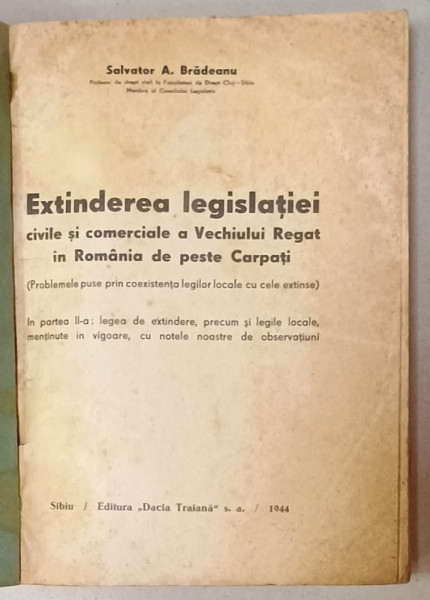 Salvator A. Brădeanu
Profesor de drept civil la Facultatea de Drept Cluj—Sibiu
Membru al Consiliului Legislativ
Extinderea legislației
civile și comerciale a Vechiului Regat
in România de peste Carpați
(Problemele puse prin coexistența legilor locale cu cele extinse)
In partea II-a: legea de extindere, precum și legile locale,
menținute in vigoare, cu notele noastre de observațiuni
Sibiu / Editura „Dacia Traiană" s. a. / 1944